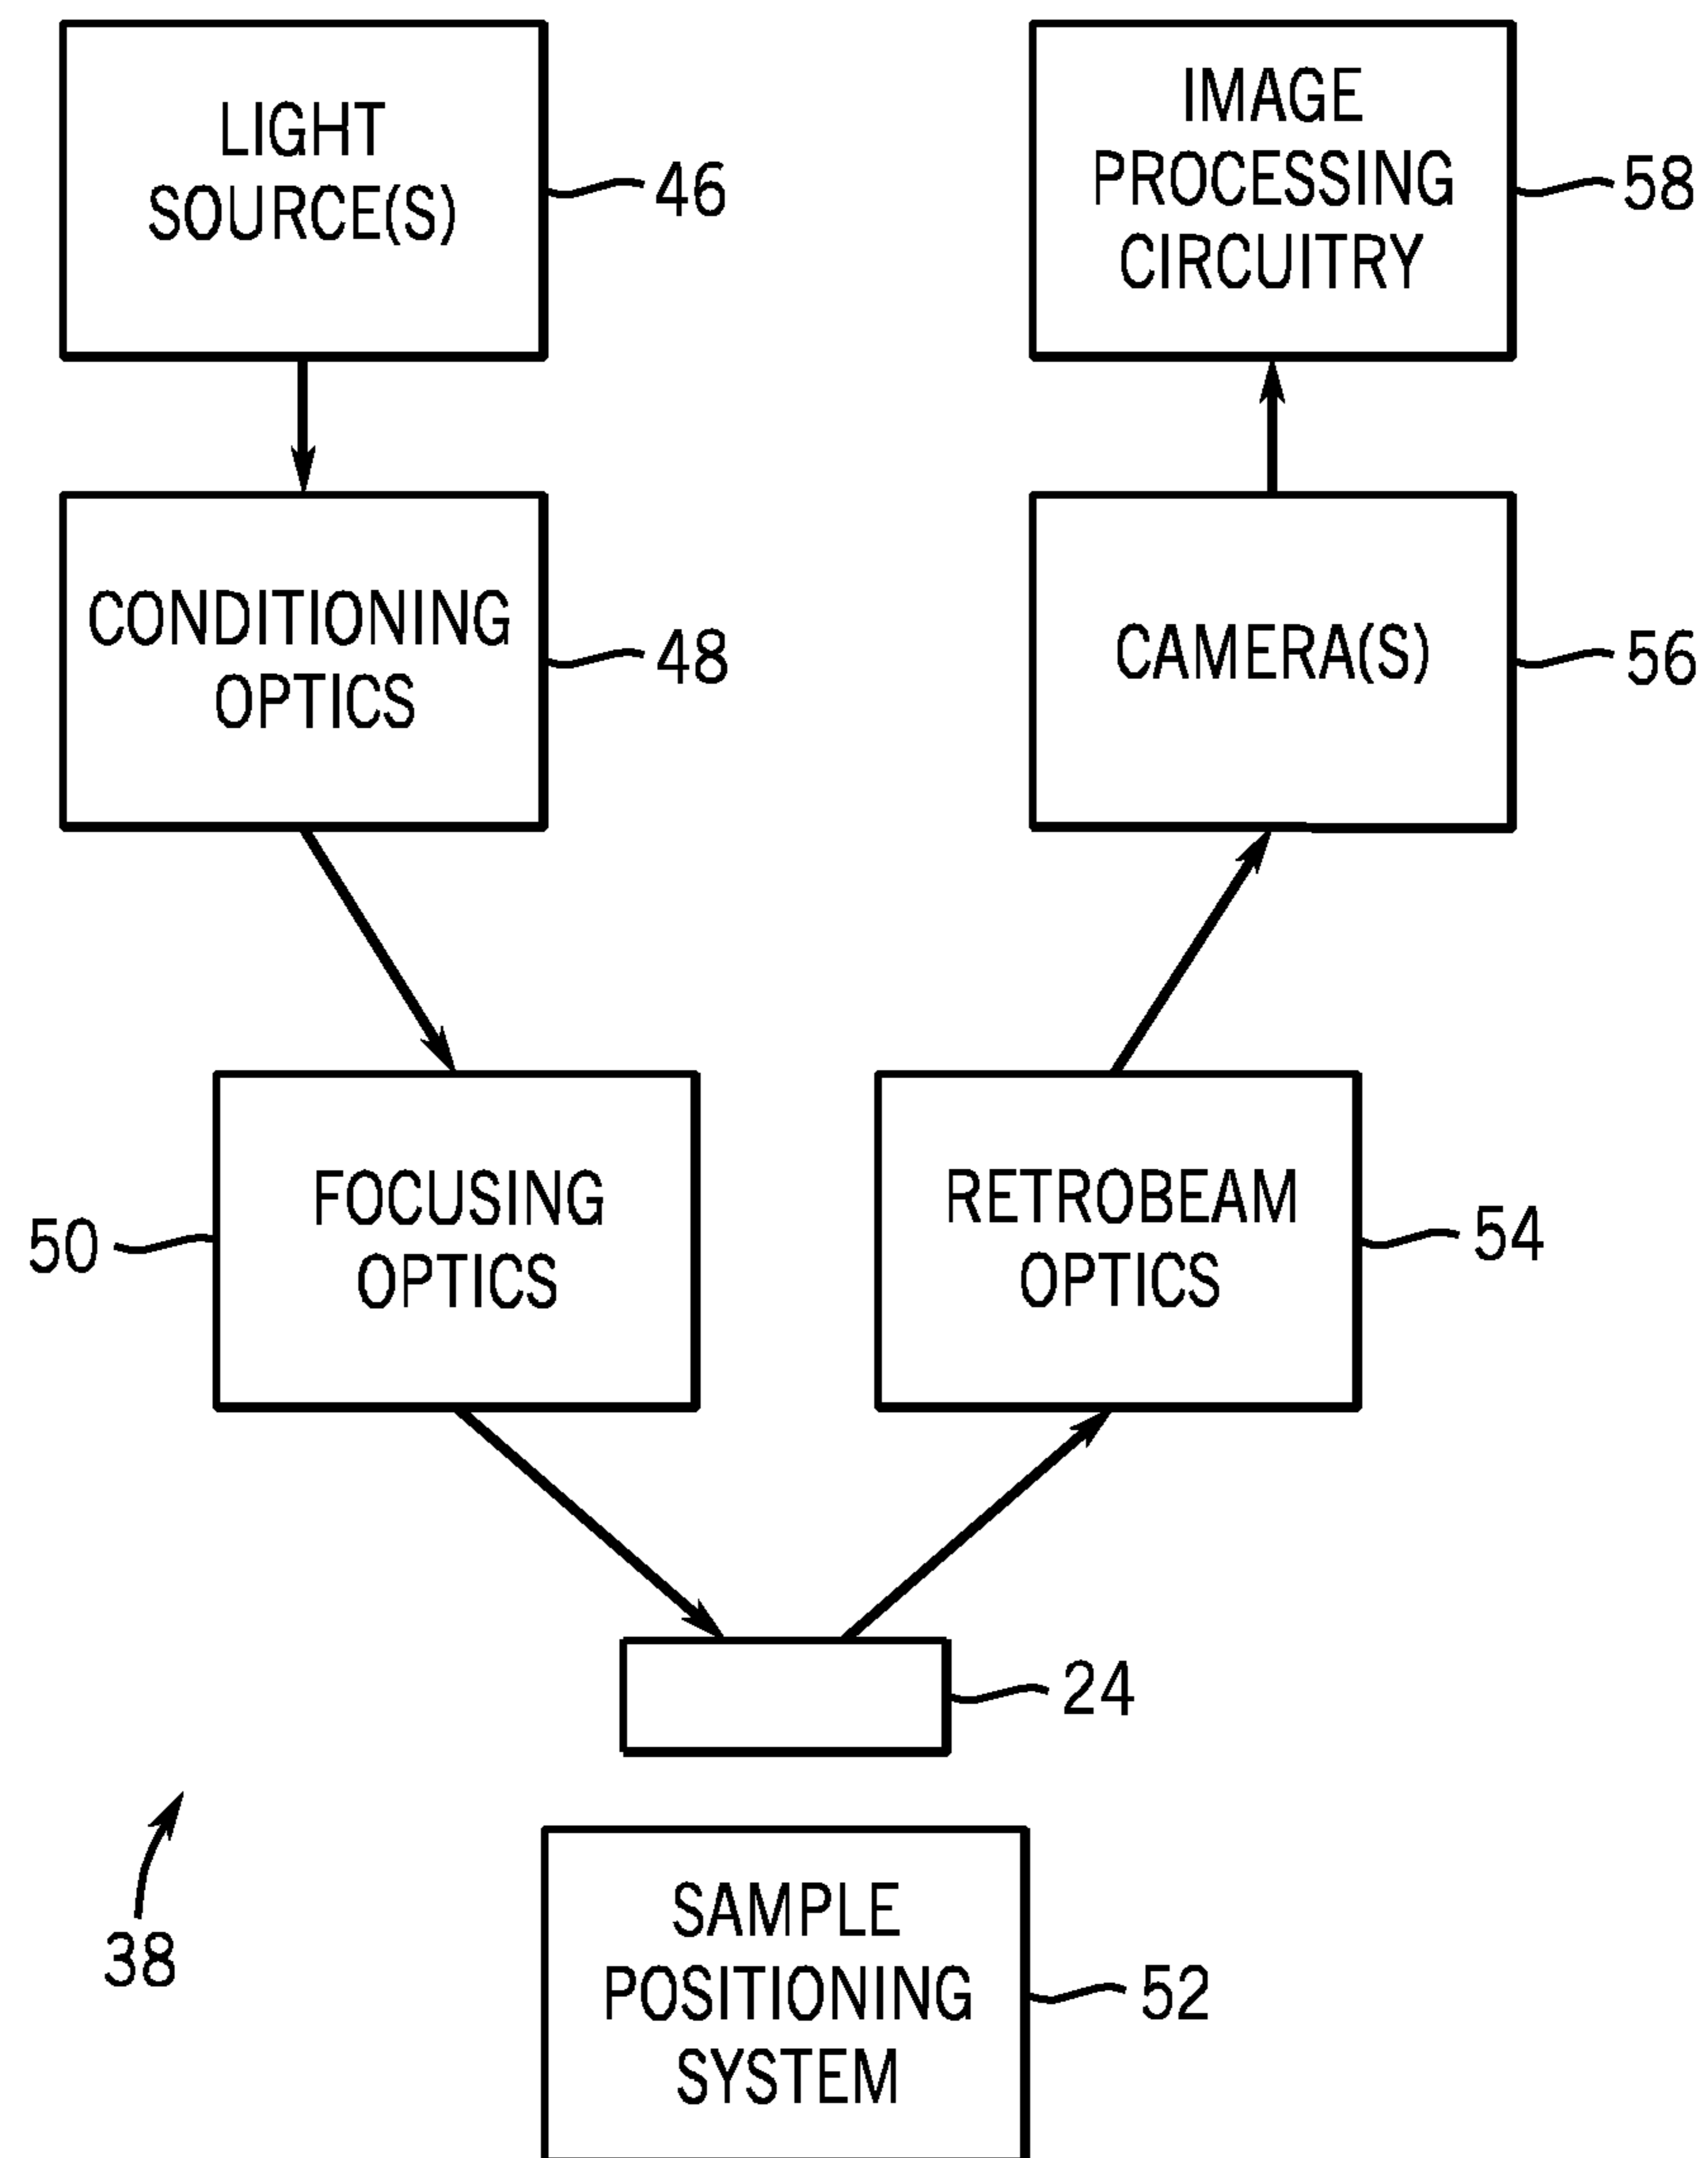 LIGHT
SOURCE(S)
46
IMAGE
PROCESSING
CIRCUITRY
58
CONDITIONING
OPTICS
48
CAMERA(S)
56
50
FOCUSING
OPTICS
RETROBEAM
OPTICS
54
24
38
SAMPLE
POSITIONING
SYSTEM
52